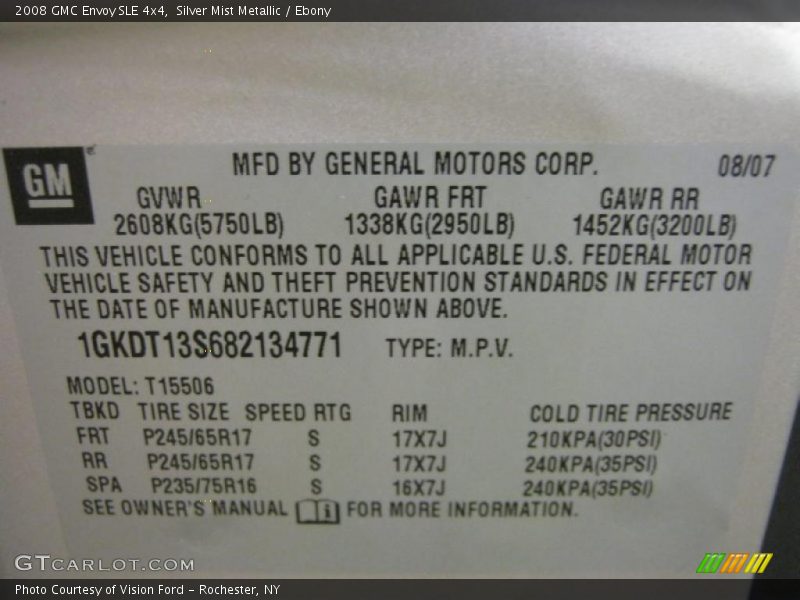 2008 GMC Envoy SLE 4x4,  Silver Mist Metallic / Ebony
GM
MFD BY GENERAL MOTORS CORP.
08/07
GVWR GAWR FRT GAWR RR
2608KG(5750LB) 1338KG(2950LB) 1452KG(3200LB)
THIS VEHICLE CONFORMS TO ALL APPLICABLE U.S. FEDERAL MOTOR
VEHICLE SAFETY AND THEFT PREVENTION STANDARDS IN EFFECT ON
THE DATE OF MANUFACTURE SHOWN ABOVE.
1GKDT13S682134771 TYPE: M.P.V.
MODEL: T15506
TBKD TIRE SIZE SPEED RTG RIM COLD TIRE PRESSURE
FRT P245/65R17 S 17X7J 210KPA(30PSI)
RR P245/65R17 S 17X7J 240KPA(35PSI)
SPA P235/75R16 S 16X7J 240KPA(35PSI)
SEE OWNER'S MANUAL FOR MORE INFORMATION.
GTCARLOT.COM
Photo Courtesy of Vision Ford – Rochester, NY